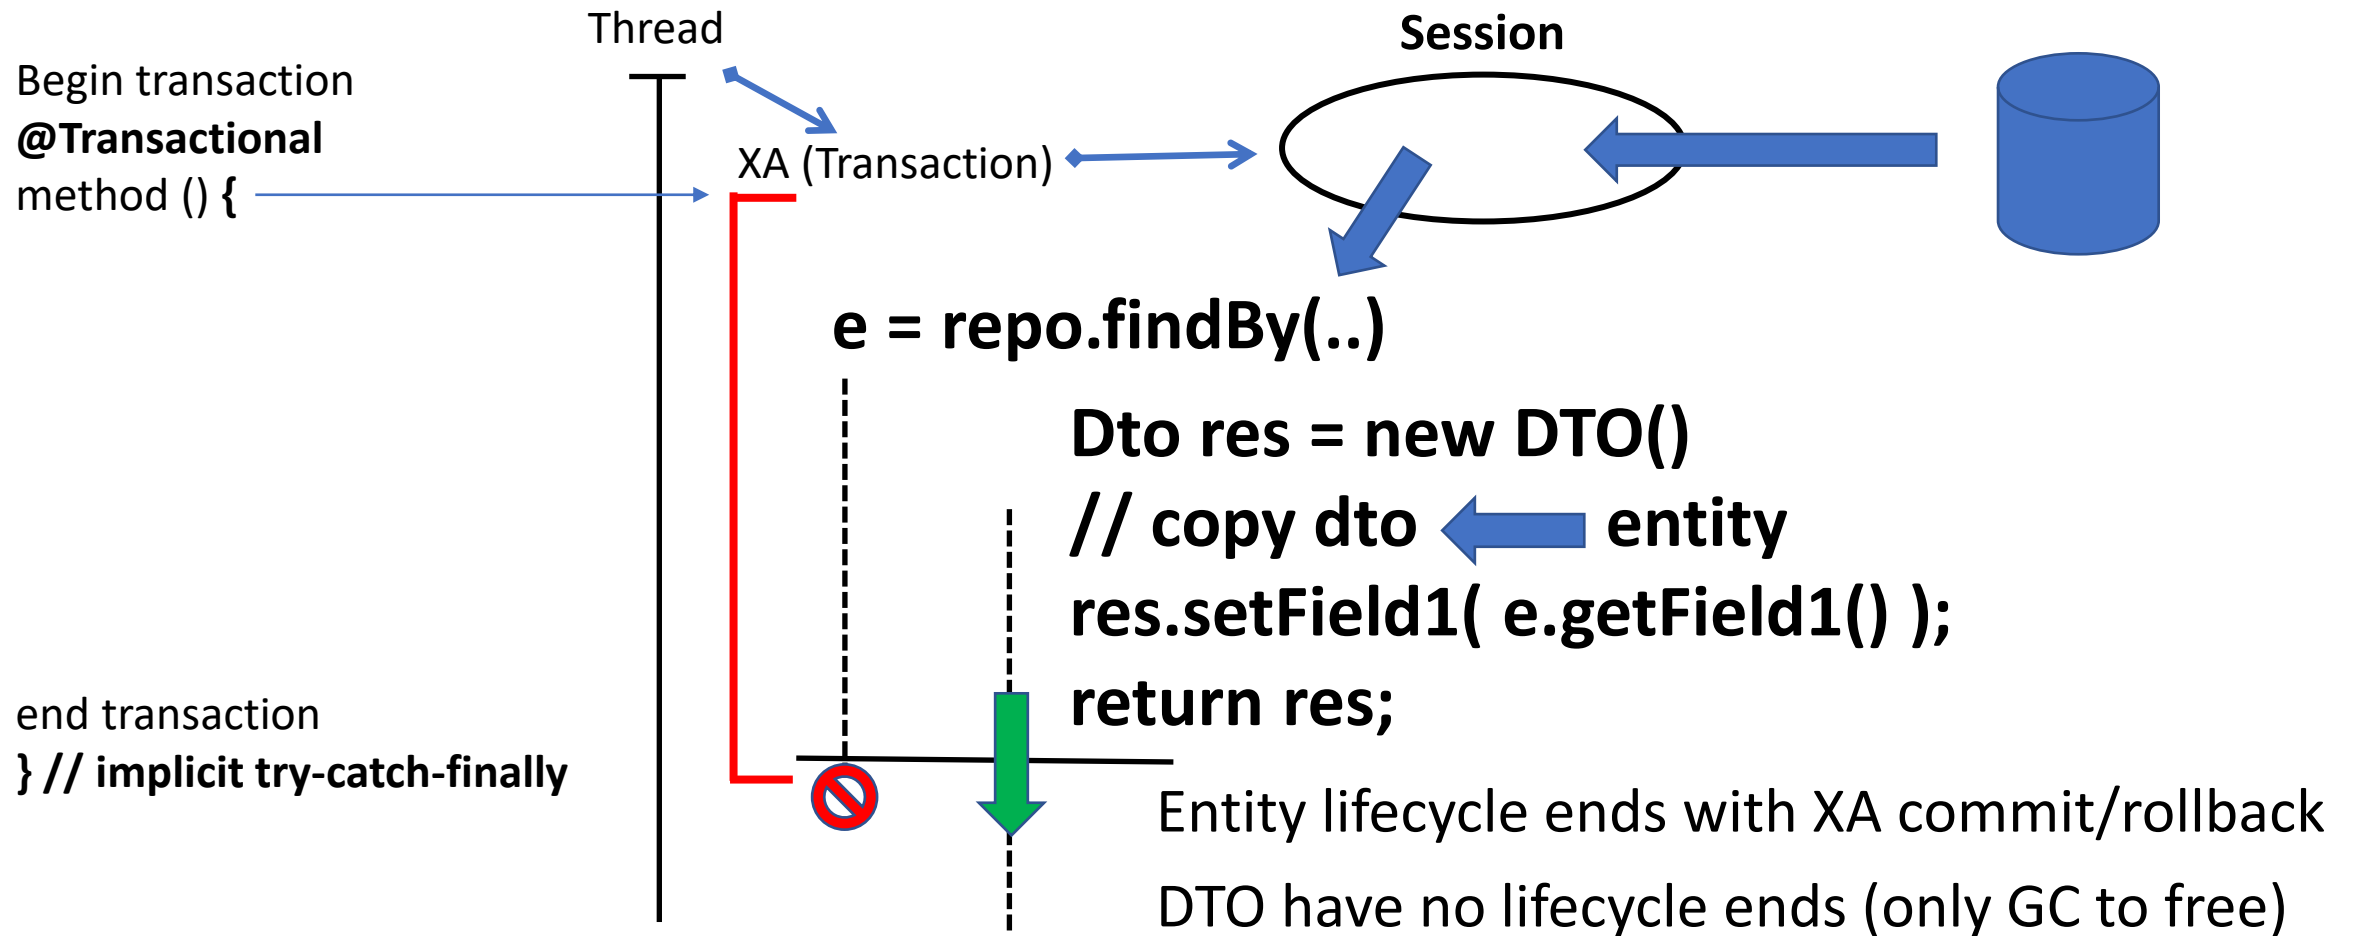 Thread
Session
Begin transaction
@Transactional
method () {
XA (Transaction)
e = repo.findBy(..)
Dto res = new DTO()
// copy dto entity
res.setField1( e.getField1() );
return res;
end transaction
} // implicit try-catch-finally
Entity lifecycle ends with XA commit/rollback
DTO have no lifecycle ends (only GC to free)